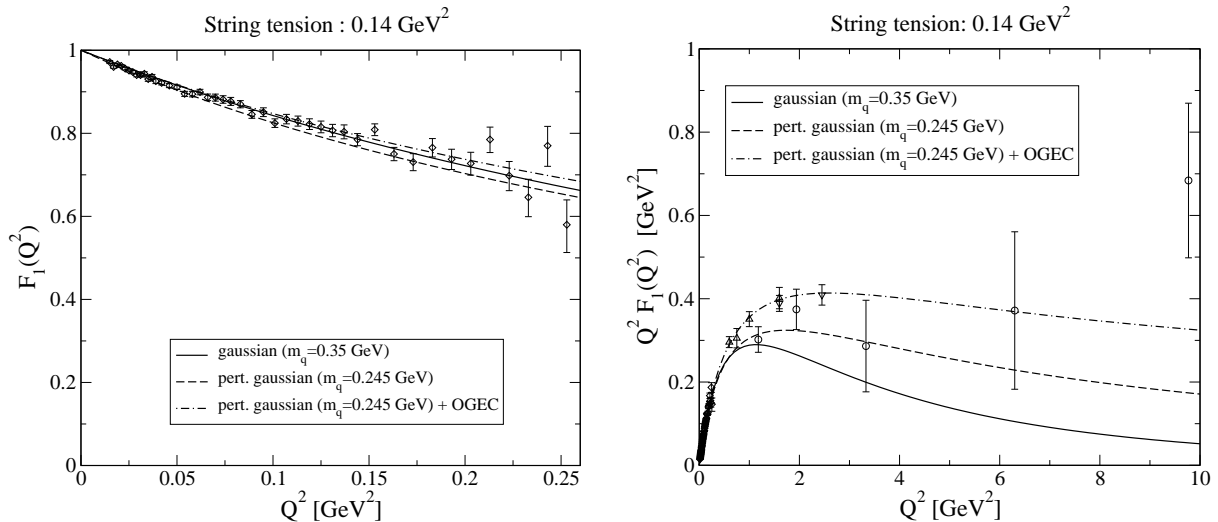 String tension : 0.14 GeV²
1
0.8
0.6
0.4
0.2
0
F₁(Q²)
gaussian (m_q=0.35 GeV)
pert. gaussian (m_q=0.245 GeV)
pert. gaussian (m_q=0.245 GeV) + OGEC
0 0.05 0.1 0.15 0.2 0.25
Q² [GeV²]
String tension: 0.14 GeV²
1
0.8
0.6
0.4
0.2
0
Q² F₁(Q²) [GeV²]
gaussian (m_q=0.35 GeV)
pert. gaussian (m_q=0.245 GeV)
pert. gaussian (m_q=0.245 GeV) + OGEC
0 2 4 6 8 10
Q² [GeV²]